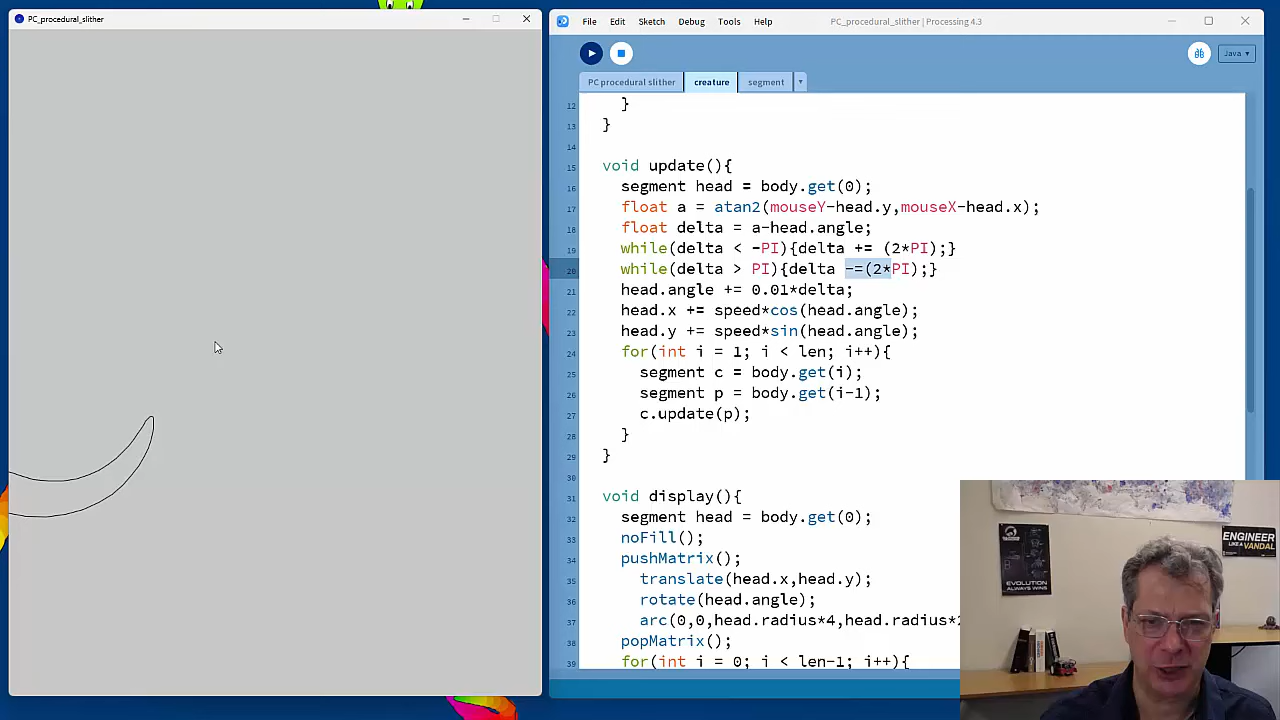 PC_procedural_slither
File Edit Sketch Debug Tools Help
PC_procedural_slither | Processing 4.3
Java ▾
PC procedural slither creature segment
12 }
13 }
14
15 void update(){
16 segment head = body.get(0);
17 float a = atan2(mouseY-head.y,mouseX-head.x);
18 float delta = a-head.angle;
19 while(delta < -PI){delta += (2*PI);}
20 while(delta > PI){delta -=(2*PI);}
21 head.angle += 0.01*delta;
22 head.x += speed*cos(head.angle);
23 head.y += speed*sin(head.angle);
24 for(int i = 1; i < len; i++){
25 segment c = body.get(i);
26 segment p = body.get(i-1);
27 c.update(p);
28 }
29 }
30
31 void display(){
32 segment head = body.get(0);
33 noFill();
34 pushMatrix();
35 translate(head.x,head.y);
36 rotate(head.angle);
37 arc(0,0,head.radius*4,head.radius*
38 popMatrix();
39 for(int i = 0; i < len-1; i++){
EVOLUTION
ALWAYS WINS
ENGINEER
LIKE A
VANDAL